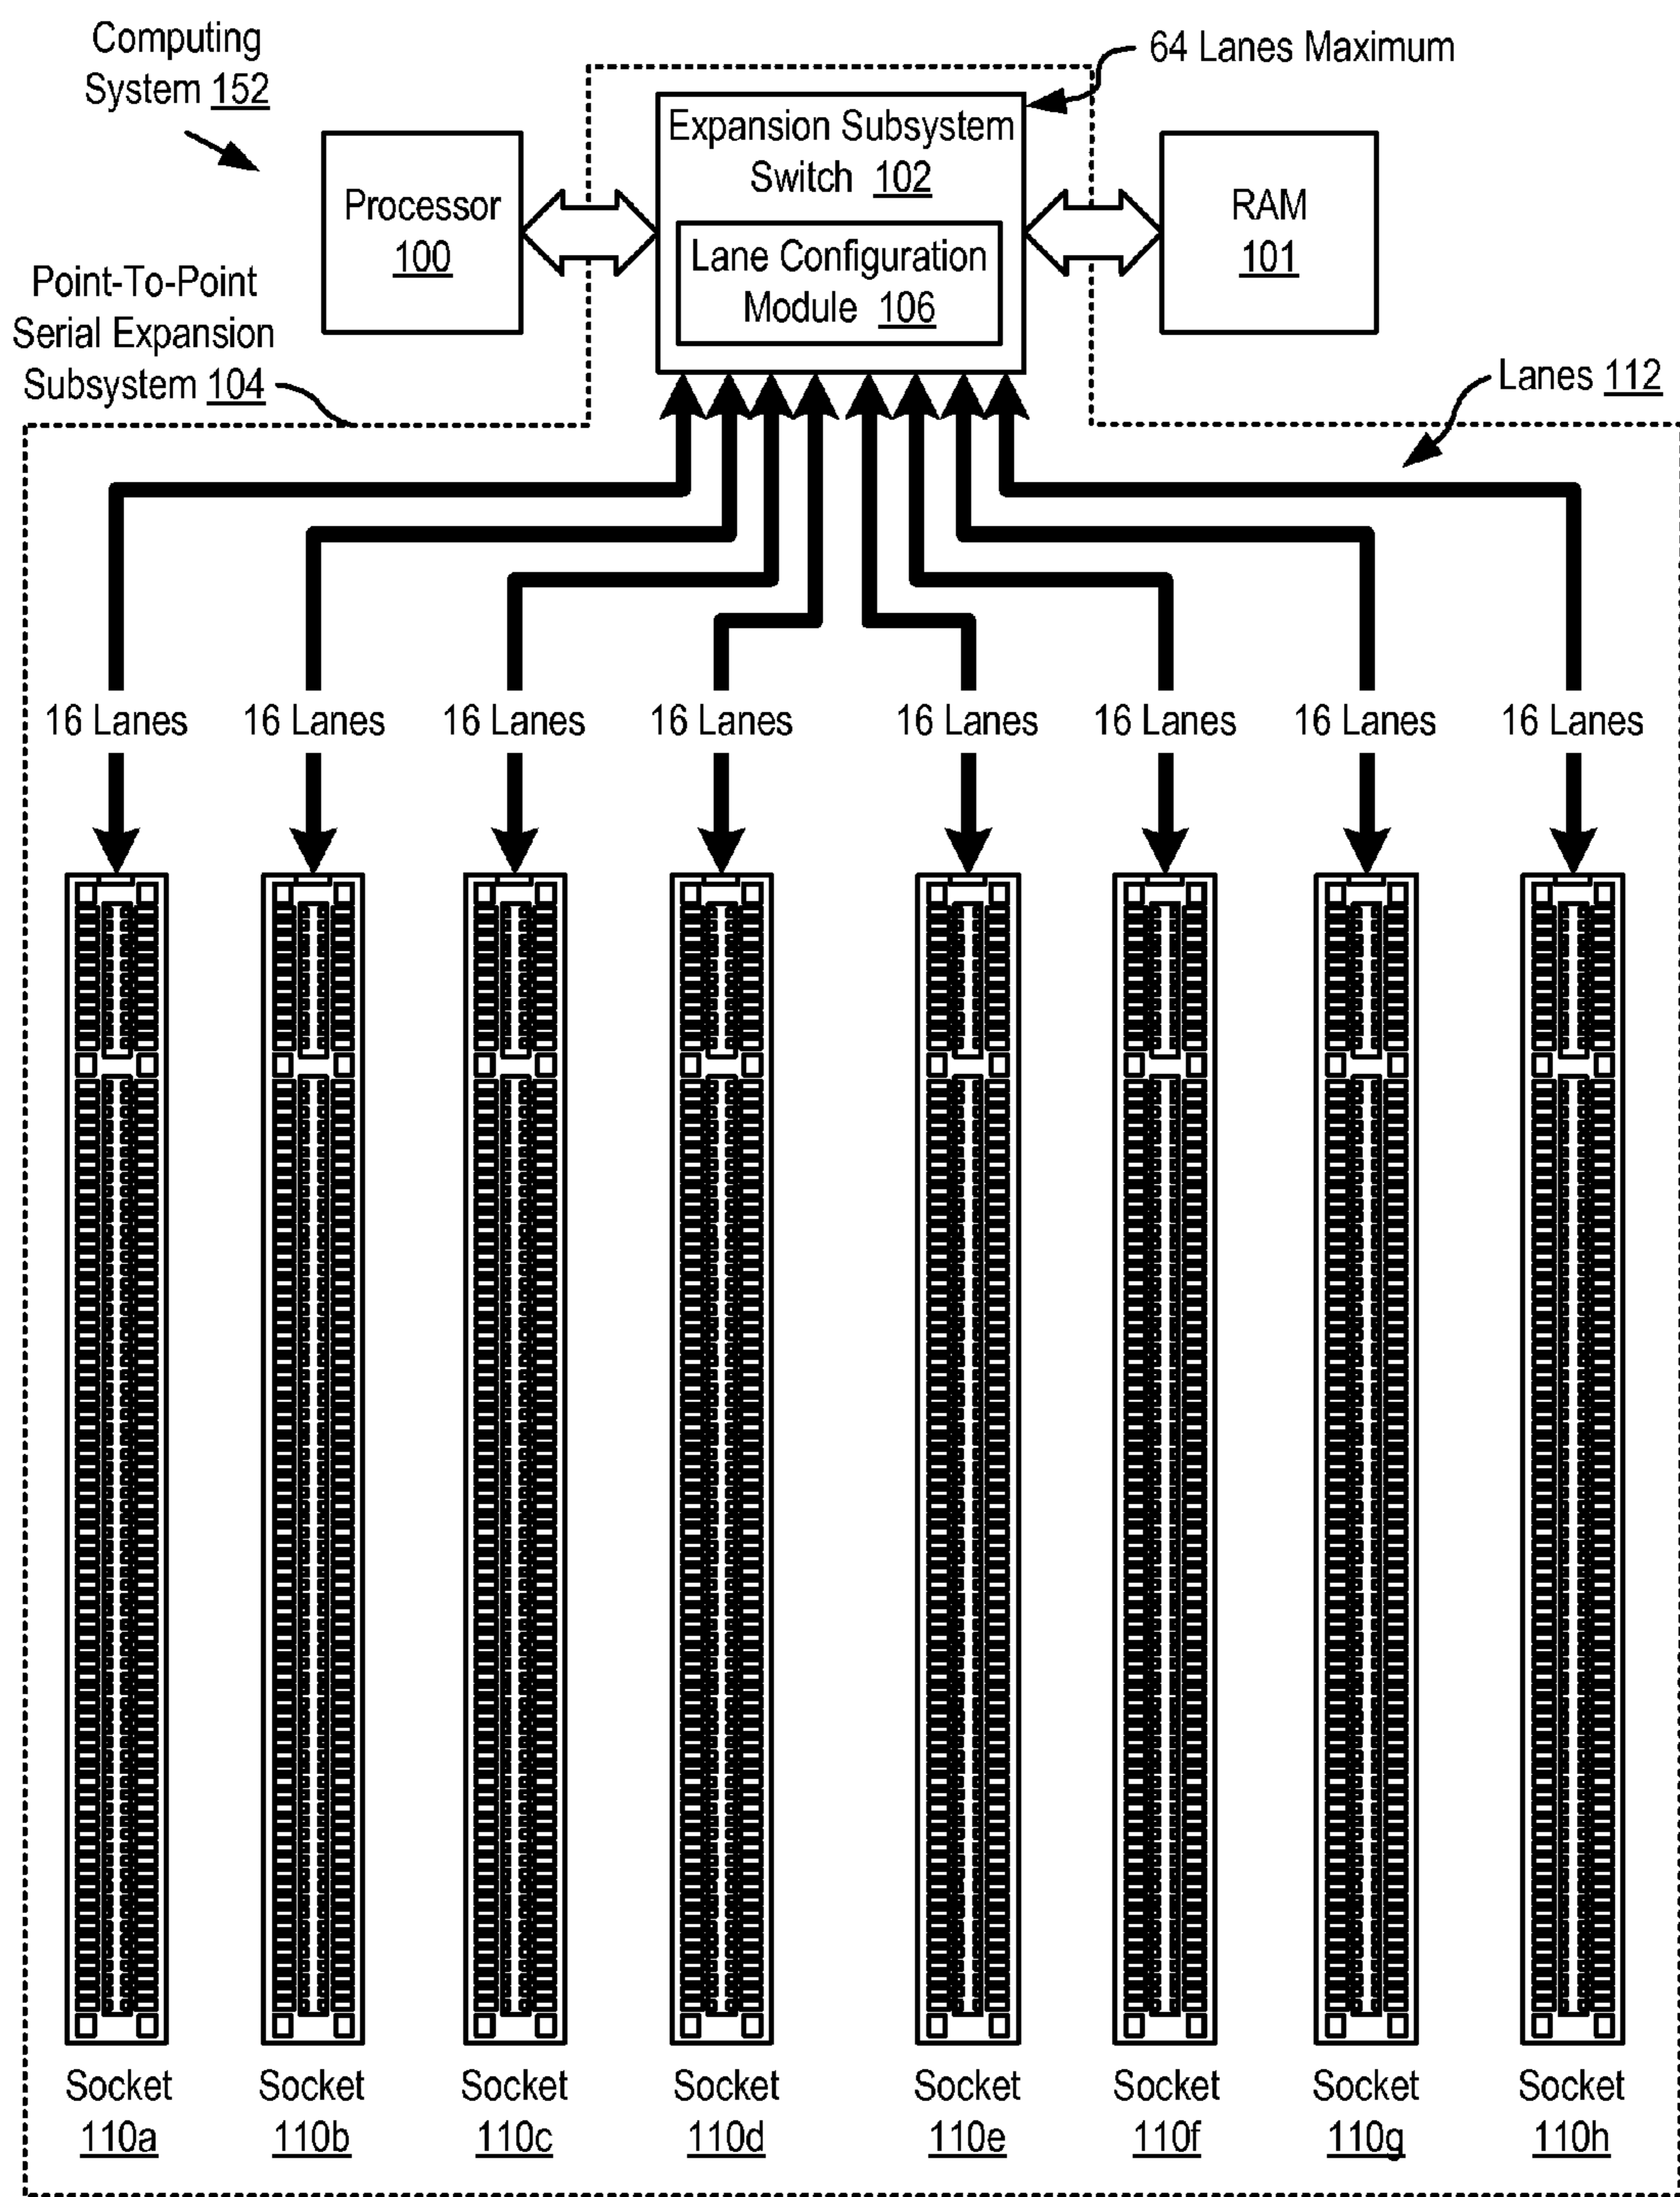 Computing
System 152
64 Lanes Maximum
Expansion Subsystem
Switch 102
Processor
100
RAM
101
Lane Configuration
Module 106
Point-To-Point
Serial Expansion
Subsystem 104
Lanes 112
16 Lanes
16 Lanes
16 Lanes
16 Lanes
16 Lanes
16 Lanes
16 Lanes
16 Lanes
Socket
110a
Socket
110b
Socket
110c
Socket
110d
Socket
110e
Socket
110f
Socket
110g
Socket
110h